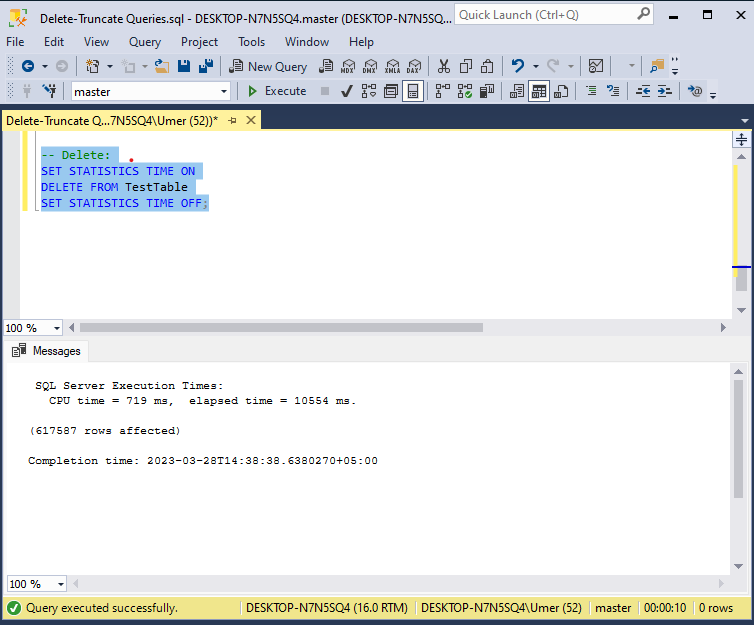 Delete-Truncate Queries.sql - DESKTOP-N7N5SQ4.master (DESKTOP-N7N5SQ...
Quick Launch (Ctrl+Q)
File Edit View Query Project Tools Window Help
New Query MDX DMX XMLA DAX
master Execute
Delete-Truncate Q...7N5SQ4\Umer (52))*
-- Delete:
SET STATISTICS TIME ON
DELETE FROM TestTable
SET STATISTICS TIME OFF;
100 %
Messages
SQL Server Execution Times:
CPU time = 719 ms, elapsed time = 10554 ms.
(617587 rows affected)
Completion time: 2023-03-28T14:38:38.6380270+05:00
100 %
Query executed successfully. DESKTOP-N7N5SQ4 (16.0 RTM) DESKTOP-N7N5SQ4\Umer (52) master 00:00:10 0 rows